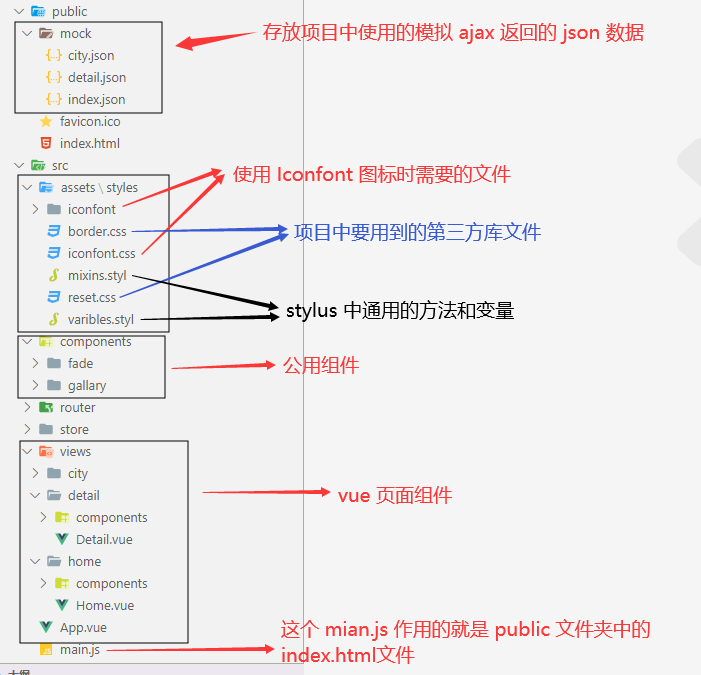 public
mock
存放项目中使用的模拟 ajax 返回的 json 数据
city.json
detail.json
index.json
favicon.ico
index.html
src
使用 Iconfont 图标时需要的文件
assets \ styles
iconfont
border.css
项目中要用到的第三方库文件
iconfont.css
mixins.styl
reset.css
stylus 中通用的方法和变量
varibles.styl
components
fade
公用组件
gallary
router
store
views
city
detail
vue 页面组件
components
Detail.vue
home
components
Home.vue
App.vue
这个 mian.js 作用的就是 public 文件夹中的
main.js
index.html文件